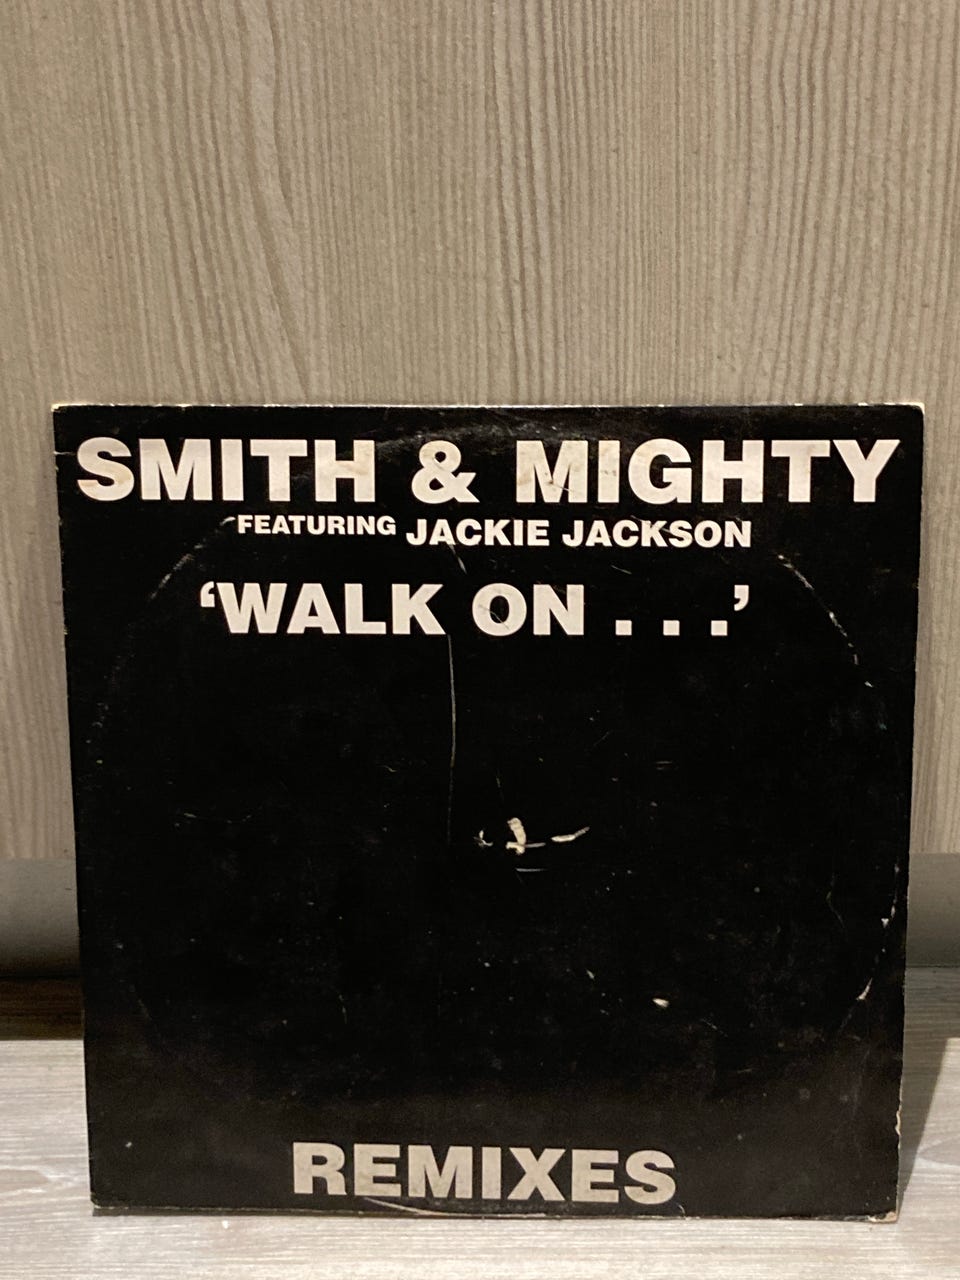 SMITH & MIGHTY
FEATURING JACKIE JACKSON
‘WALK ON . . .’
REMIXES